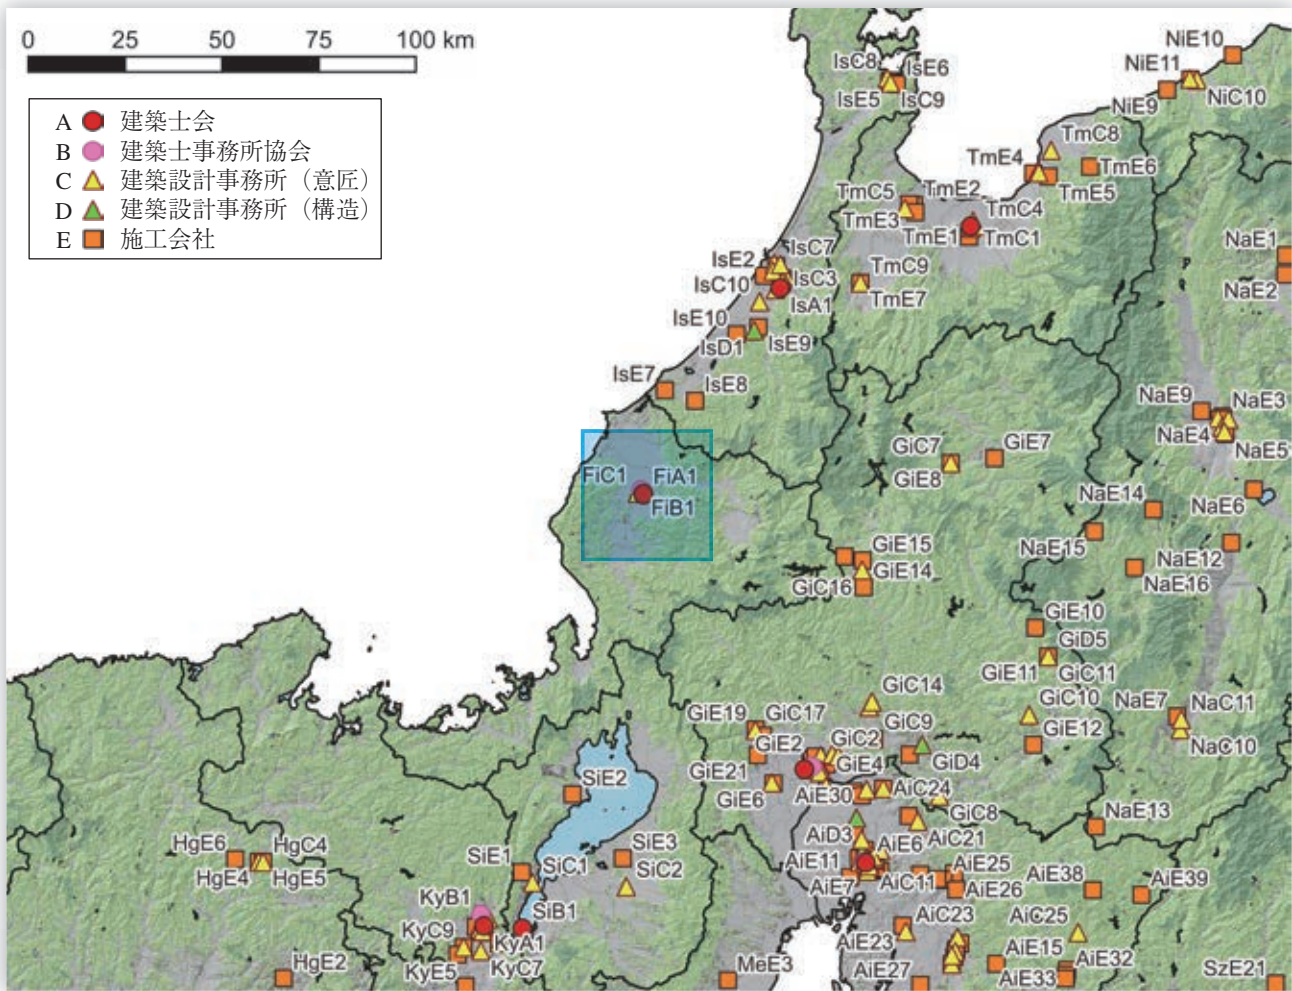 0 25 50 75 100 km
A 建築士会
B 建築士事務所協会
C 建築設計事務所（意匠）
D 建築設計事務所（構造）
E 施工会社
NiE10
NiE11
NiE9
NiC10
IsC8
IsE6
IsE5
IsC9
TmC8
TmE4
TmE6
TmE5
TmC5
TmE2
TmE3
TmC4
TmE1
TmC1
NaE1
NaE2
IsC7
IsE2
IsC3
IsC10
IsA1
TmC9
TmE7
IsE10
IsD1
IsE9
IsE7
IsE8
NaE9
NaE3
NaE4
NaE5
GiC7
GiE7
GiE8
FiC1
FiA1
FiB1
NaE14
NaE6
NaE15
NaE12
NaE16
GiE15
GiE14
GiC16
GiE10
GiD5
GiE11
GiC11
GiC14
GiC10
GiE12
NaE7
NaC11
NaC10
GiE19
GiC17
GiC9
GiE2
GiC2
GiE4
GiD4
GiE21
GiE6
AiE30
AiC24
GiC8
NaE13
SiE2
AiD3
AiC21
AiE6
HgE6
HgC4
HgE4
HgE5
SiE1
SiC1
SiE3
SiC2
AiE11
AiE7
AiC11
AiE25
AiE26
AiE38
AiE39
KyB1
SiB1
KyC9
KyA1
KyE5
KyC7
AiC23
AiE23
AiC25
AiE15
AiE32
AiE27
AiE33
HgE2
MeE3
SzE21